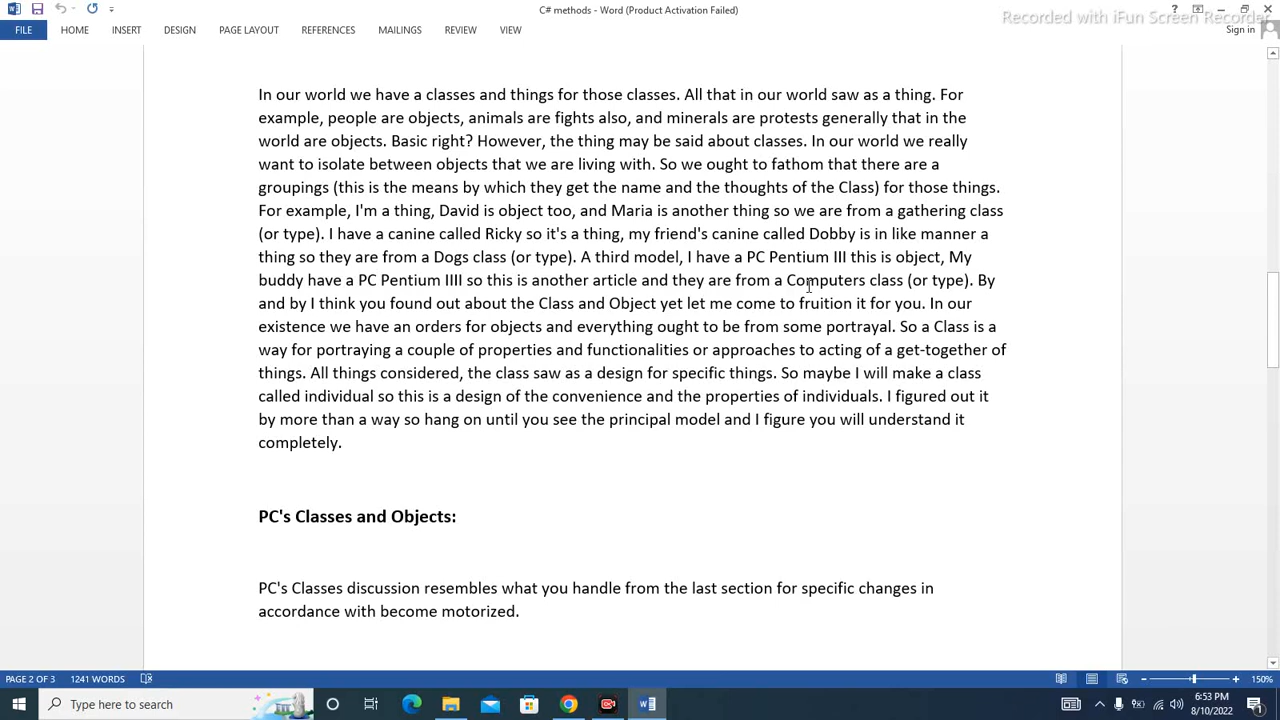 C# methods - Word (Product Activation Failed)
Recorded with iFun Screen Recorder
FILE HOME INSERT DESIGN PAGE LAYOUT REFERENCES MAILINGS REVIEW VIEW Sign in
In our world we have a classes and things for those classes. All that in our world saw as a thing. For
example, people are objects, animals are fights also, and minerals are protests generally that in the
world are objects. Basic right? However, the thing may be said about classes. In our world we really
want to isolate between objects that we are living with. So we ought to fathom that there are a
groupings (this is the means by which they get the name and the thoughts of the Class) for those things.
For example, I'm a thing, David is object too, and Maria is another thing so we are from a gathering class
(or type). I have a canine called Ricky so it's a thing, my friend's canine called Dobby is in like manner a
thing so they are from a Dogs class (or type). A third model, I have a PC Pentium III this is object, My
buddy have a PC Pentium IIII so this is another article and they are from a Computers class (or type). By
and by I think you found out about the Class and Object yet let me come to fruition it for you. In our
existence we have an orders for objects and everything ought to be from some portrayal. So a Class is a
way for portraying a couple of properties and functionalities or approaches to acting of a get-together of
things. All things considered, the class saw as a design for specific things. So maybe I will make a class
called individual so this is a design of the convenience and the properties of individuals. I figured out it
by more than a way so hang on until you see the principal model and I figure you will understand it
completely.
PC's Classes and Objects:
PC's Classes discussion resembles what you handle from the last section for specific changes in
accordance with become motorized.
PAGE 2 OF 3 1241 WORDS 150%
Type here to search
6:53 PM
8/10/2022